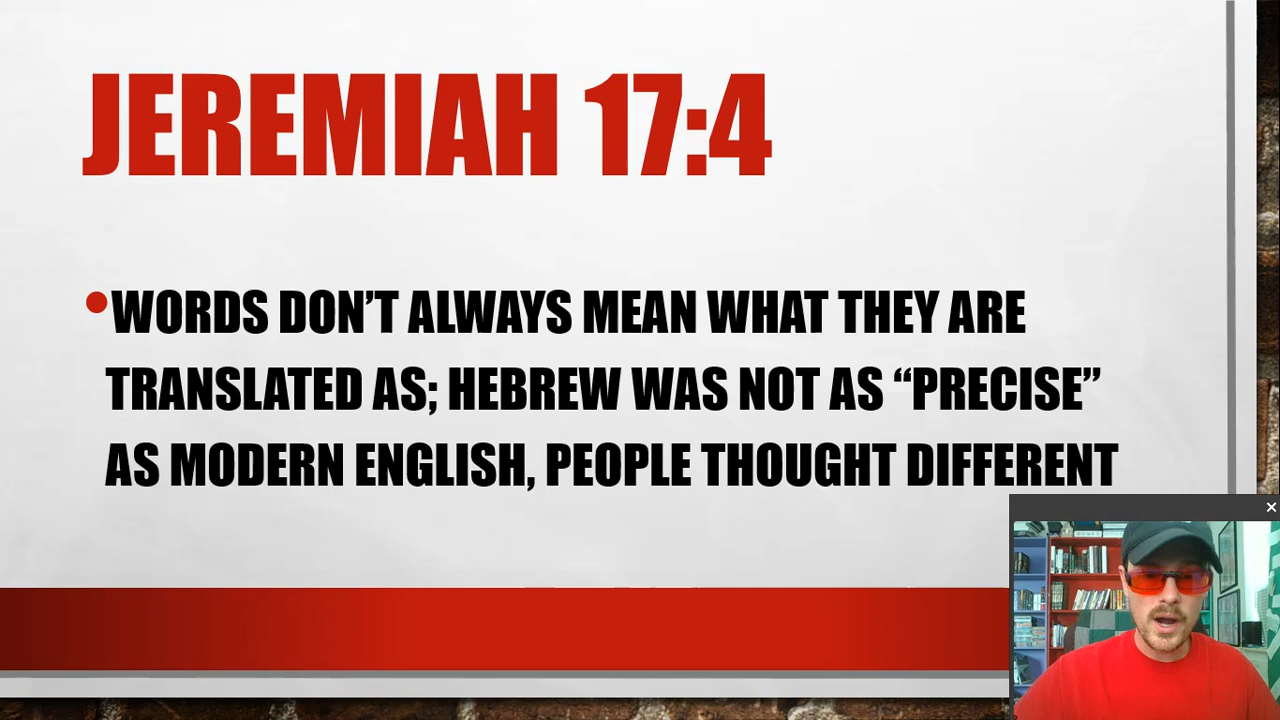 JEREMIAH 17:4
•WORDS DON’T ALWAYS MEAN WHAT THEY ARE
TRANSLATED AS; HEBREW WAS NOT AS “PRECISE”
AS MODERN ENGLISH, PEOPLE THOUGHT DIFFERENT